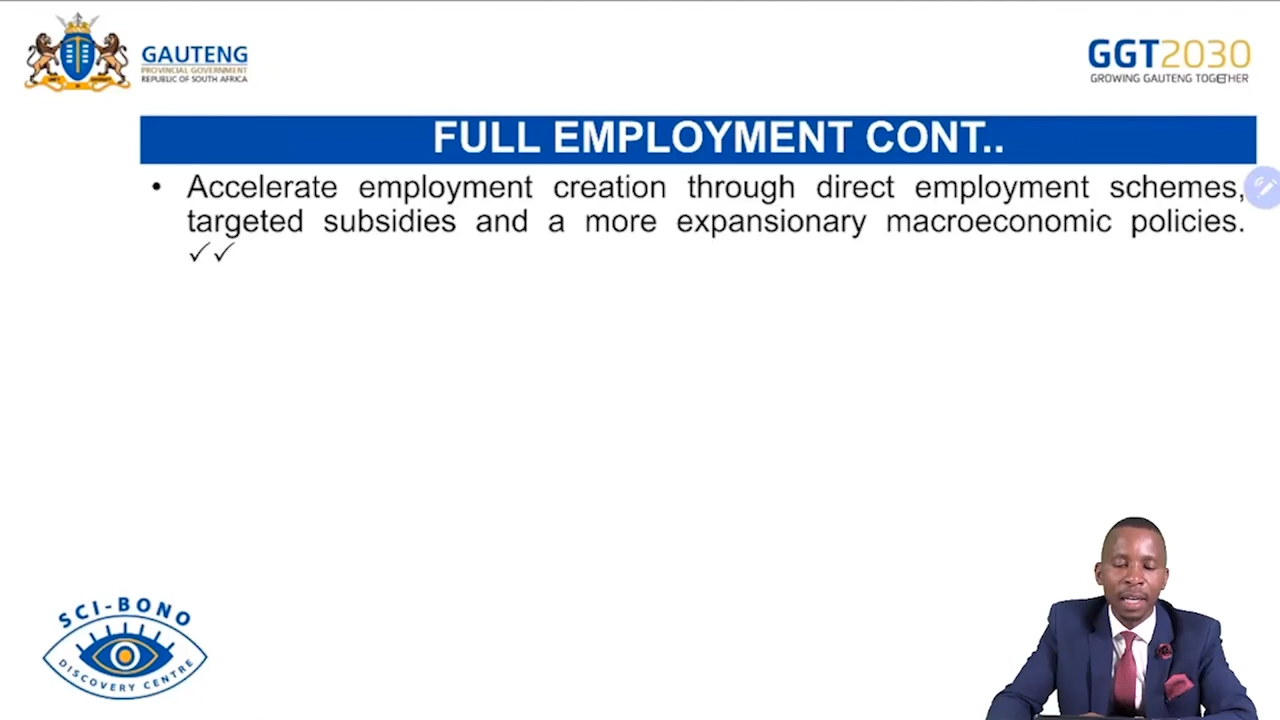 GAUTENG
PROVINCIAL GOVERNMENT
REPUBLIC OF SOUTH AFRICA
GGT2030
GROWING GAUTENG TOGETHER
FULL EMPLOYMENT CONT..
• Accelerate employment creation through direct employment schemes,
targeted subsidies and a more expansionary macroeconomic policies.
✓✓
SCI-BONO
DISCOVERY CENTRE